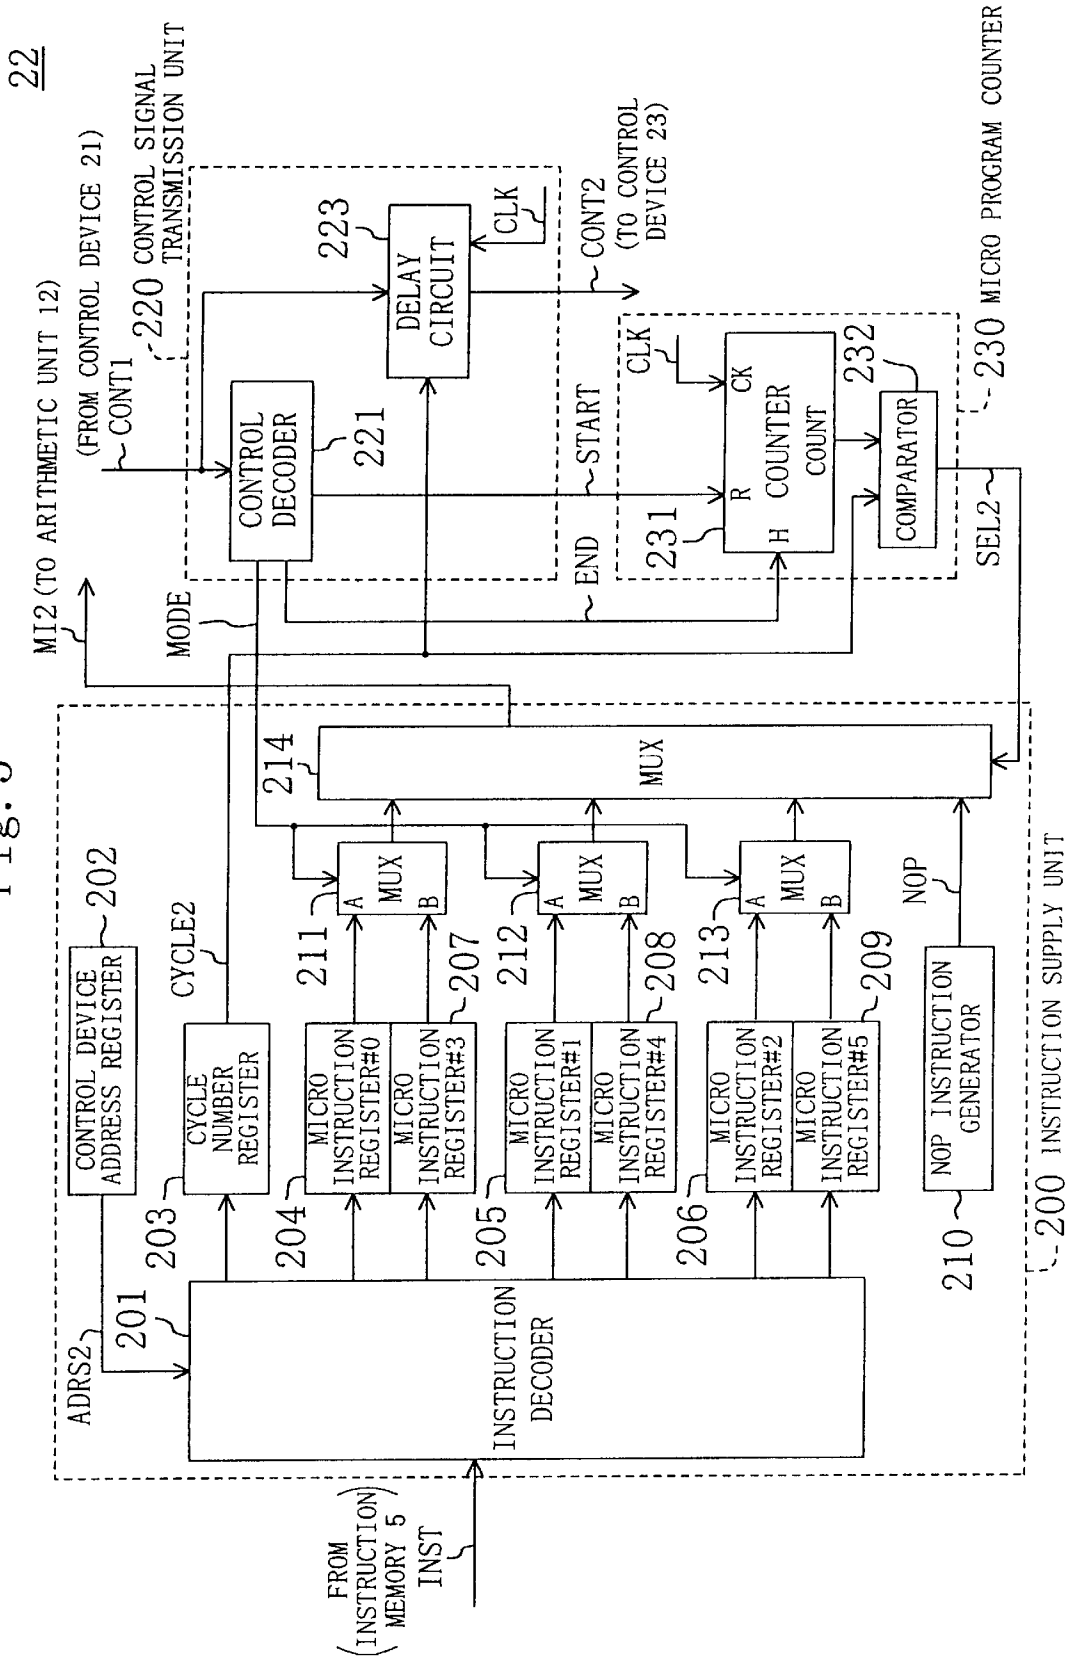 Fig. 5
22
MI2 (TO ARITHMETIC UNIT 12)
(FROM CONTROL DEVICE 21)
CONT1
220 CONTROL SIGNAL
TRANSMISSION UNIT
ADRS2
CONTROL DEVICE
ADDRESS REGISTER
202
201
INSTRUCTION
DECODER
FROM
INSTRUCTION
MEMORY 5
INST
203
CYCLE
NUMBER
REGISTER
CYCLE2
MODE
204
MICRO
INSTRUCTION
REGISTER#0
MICRO
INSTRUCTION
REGISTER#3
207
211
A
MUX
B
205
MICRO
INSTRUCTION
REGISTER#1
MICRO
INSTRUCTION
REGISTER#4
208
212
A
MUX
B
206
MICRO
INSTRUCTION
REGISTER#2
MICRO
INSTRUCTION
REGISTER#5
209
213
A
MUX
B
210
NOP INSTRUCTION
GENERATOR
NOP
214
MUX
200 INSTRUCTION SUPPLY UNIT
CONTROL
DECODER
221
DELAY
CIRCUIT
223
CLK
CONT2
(TO CONTROL
DEVICE 23)
START
END
231
R
CK
H
COUNTER
COUNT
CLK
COMPARATOR
232
SEL2
230 MICRO PROGRAM COUNTER